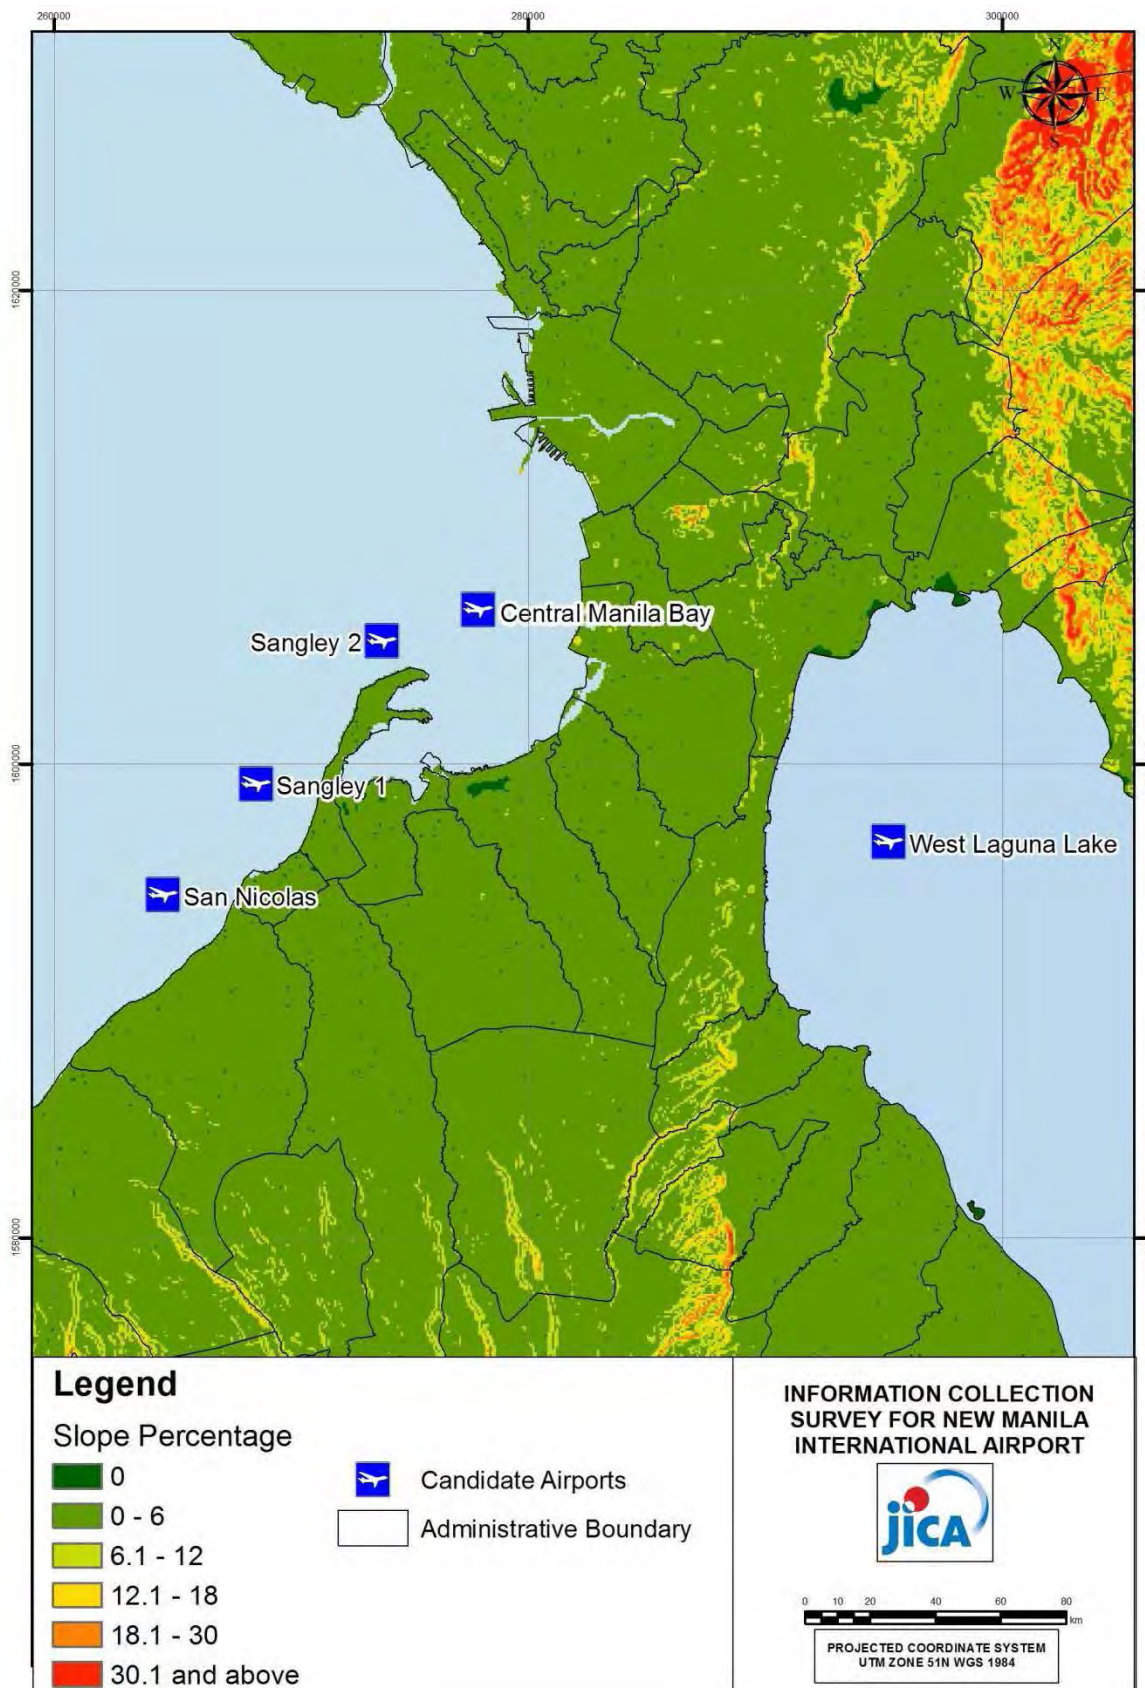 260000
280000
300000
N
W
E
S
1620000
Central Manila Bay
Sangley 2
1600000
Sangley 1
West Laguna Lake
San Nicolas
1580000
Legend
Slope Percentage
0
0 - 6
6.1 - 12
12.1 - 18
18.1 - 30
30.1 and above
Candidate Airports
Administrative Boundary
INFORMATION COLLECTION
SURVEY FOR NEW MANILA
INTERNATIONAL AIRPORT
jICA
0 10 20 40 60 80
km
PROJECTED COORDINATE SYSTEM
UTM ZONE 51N WGS 1984